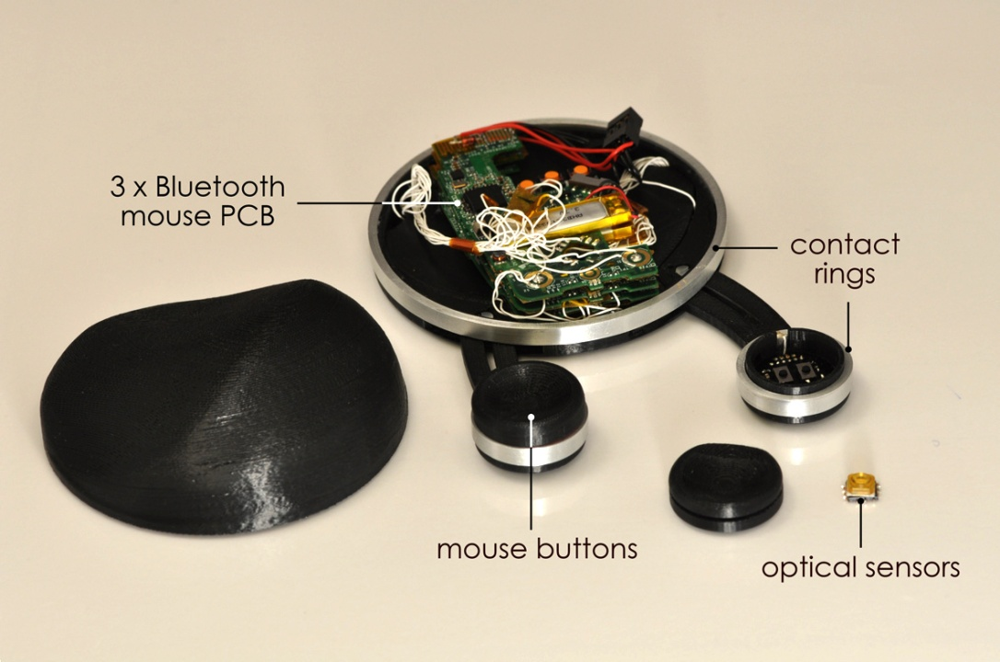 3 x Bluetooth
mouse PCB
contact
rings
mouse buttons
optical sensors